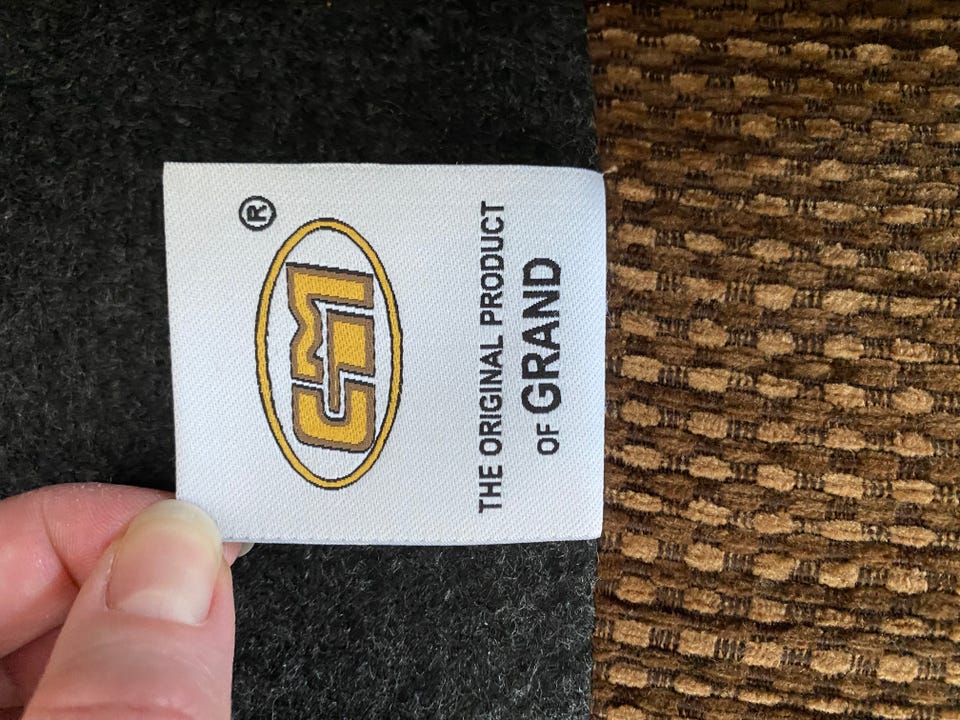 ®
THE ORIGINAL PRODUCT
OF GRAND